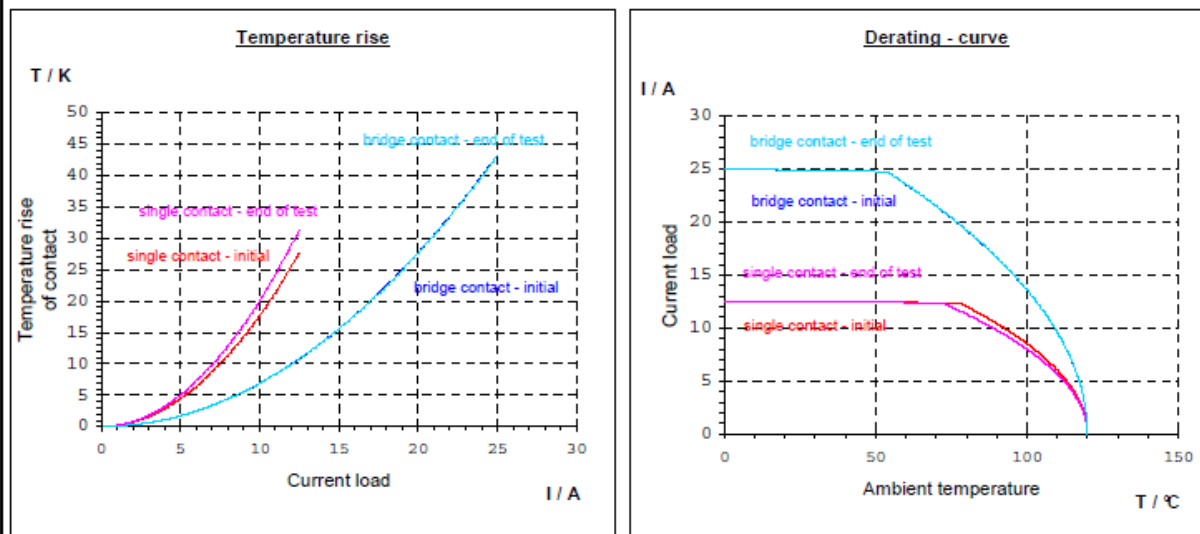 Temperature rise
T / K
50
45
40
35
30
25
20
15
10
5
0
Temperature rise
of contact
bridge contact - end of test
single contact - end of test
single contact - initial
bridge contact - initial
0 5 10 15 20 25 30
Current load
I / A
Derating - curve
I / A
30
25
20
15
10
5
0
Current load
bridge contact - end of test
bridge contact - initial
single contact - end of test
single contact - initial
0 50 100 150
Ambient temperature
T / °C